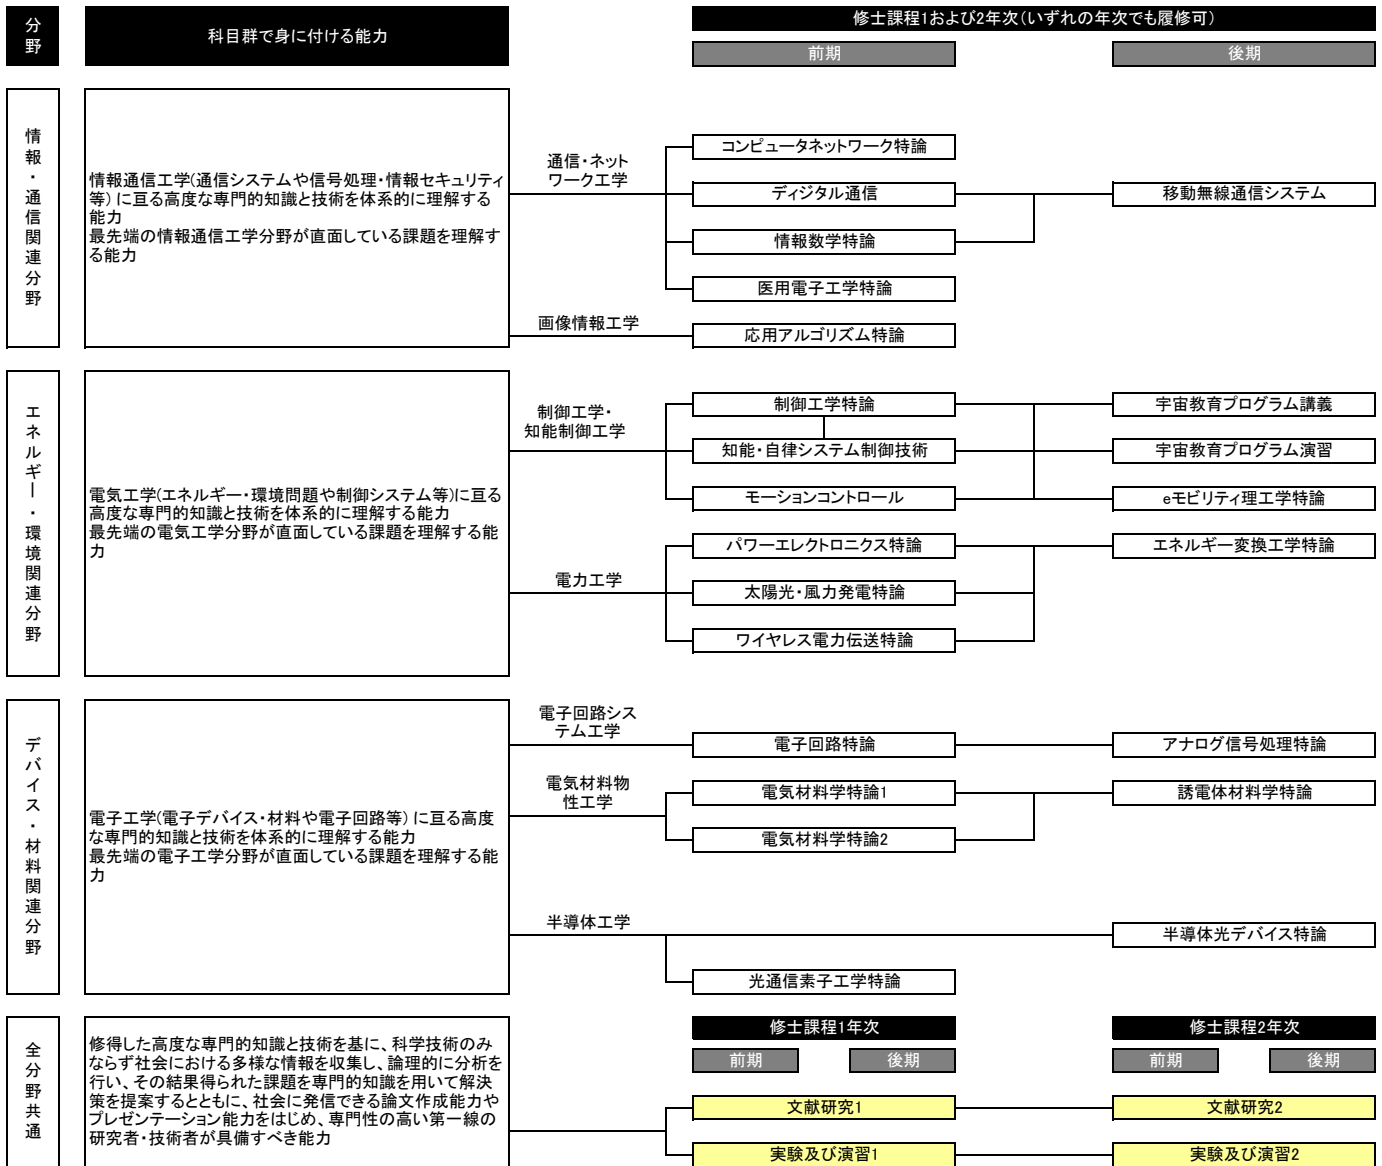 分野
科目群で身に付ける能力
修士課程1および2年次(いずれの年次でも履修可)
前期
後期
情報・通信関連分野
情報通信工学(通信システムや信号処理・情報セキュリティ
等) に亘る高度な専門的知識と技術を体系的に理解する
能力
最先端の情報通信工学分野が直面している課題を理解す
る能力
通信・ネット
ワーク工学
コンピュータネットワーク特論
ディジタル通信
移動無線通信システム
情報数学特論
医用電子工学特論
画像情報工学
応用アルゴリズム特論
エネルギー・環境関連分野
電気工学(エネルギー・環境問題や制御システム等)に亘る
高度な専門的知識と技術を体系的に理解する能力
最先端の電気工学分野が直面している課題を理解する能
力
制御工学・
知能制御工学
制御工学特論
宇宙教育プログラム講義
知能・自律システム制御技術
宇宙教育プログラム演習
モーションコントロール
eモビリティ理工学特論
電力工学
パワーエレクトロニクス特論
エネルギー変換工学特論
太陽光・風力発電特論
ワイヤレス電力伝送特論
デバイス・材料関連分野
電子工学(電子デバイス・材料や電子回路等) に亘る高度
な専門的知識と技術を体系的に理解する能力
最先端の電子工学分野が直面している課題を理解する能
力
電子回路シス
テム工学
電子回路特論
アナログ信号処理特論
電気材料物
性工学
電気材料学特論1
誘電体材料学特論
電気材料学特論2
半導体工学
半導体光デバイス特論
光通信素子工学特論
全分野共通
修得した高度な専門的知識と技術を基に、科学技術のみ
ならず社会における多様な情報を収集し、論理的に分析を
行い、その結果得られた課題を専門的知識を用いて解決
策を提案するとともに、社会に発信できる論文作成能力や
プレゼンテーション能力をはじめ、専門性の高い第一線の
研究者・技術者が具備すべき能力
修士課程1年次
修士課程2年次
前期
後期
前期
後期
文献研究1
文献研究2
実験及び演習1
実験及び演習2